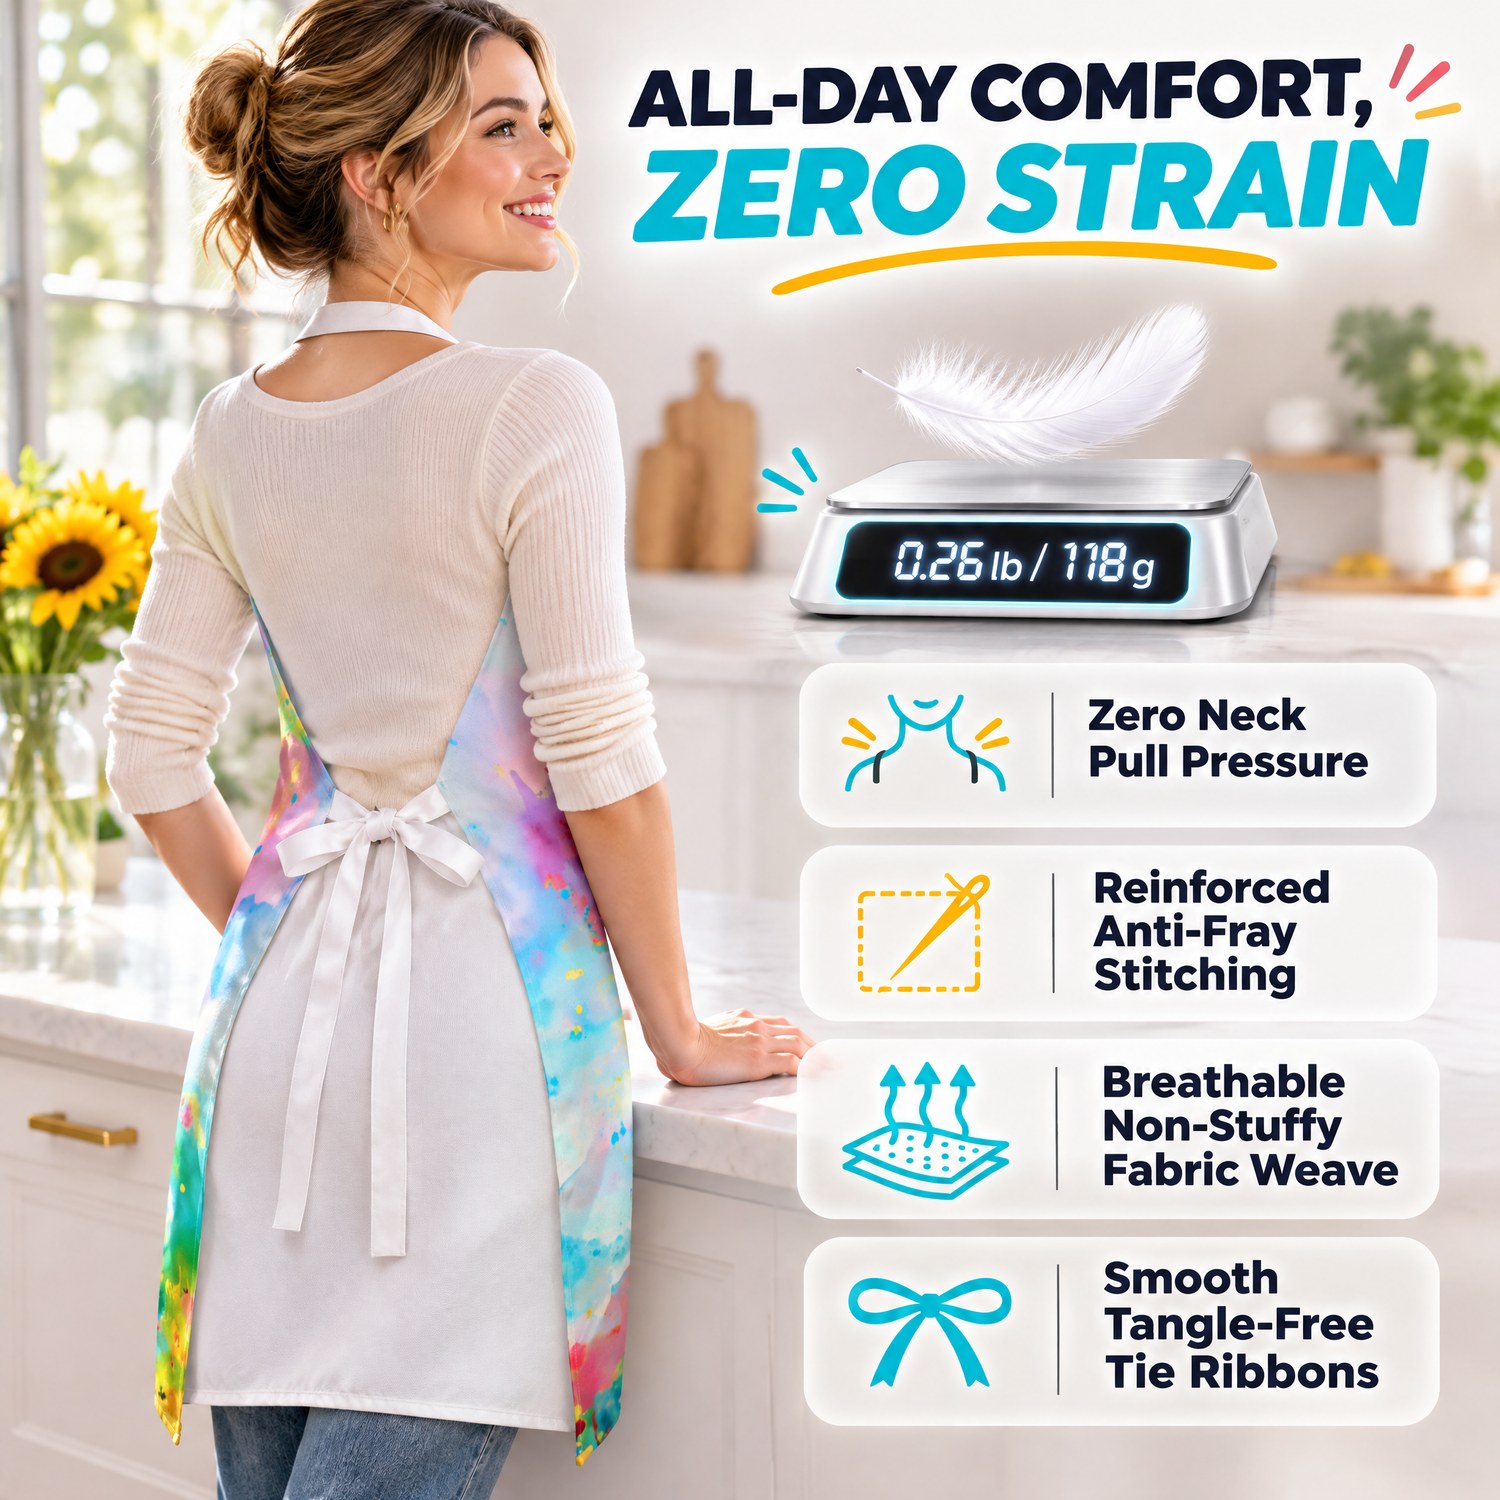 ALL-DAY COMFORT,
ZERO STRAIN
0.26 lb / 118 g
Zero Neck
Pull Pressure
Reinforced
Anti-Fray
Stitching
Breathable
Non-Stuffy
Fabric Weave
Smooth
Tangle-Free
Tie Ribbons